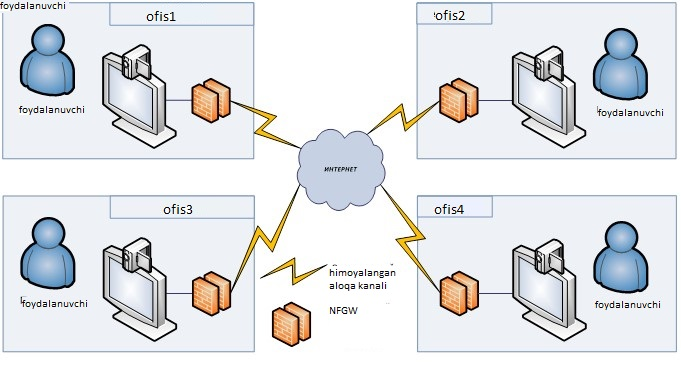 foydalanuvchi
ofis1
foydalanuvchi
ofis2
foydalanuvchi
ИНТЕРНЕТ
ofis3
foydalanuvchi
ofis4
foydalanuvchi
himoyalangan
aloqa kanali
NFGW